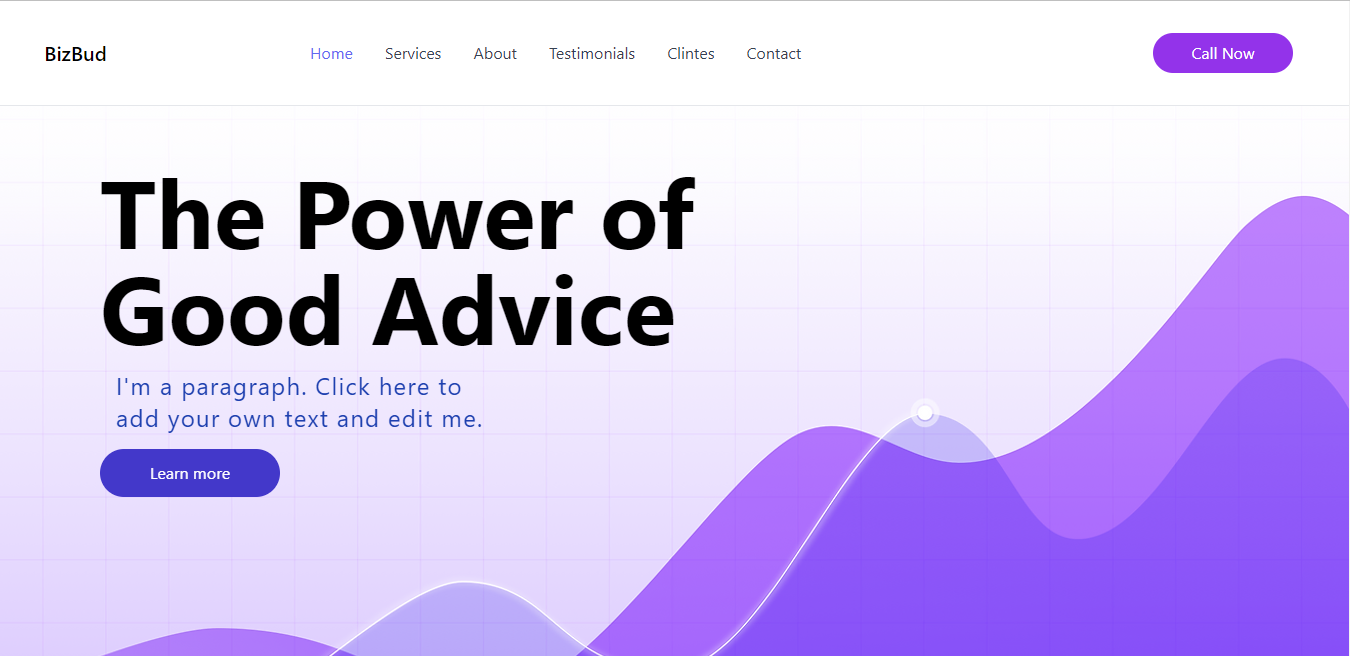 BizBud
Home Services About Testimonials Clintes Contact
Call Now
The Power of
Good Advice
I'm a paragraph. Click here to
add your own text and edit me.
Learn more